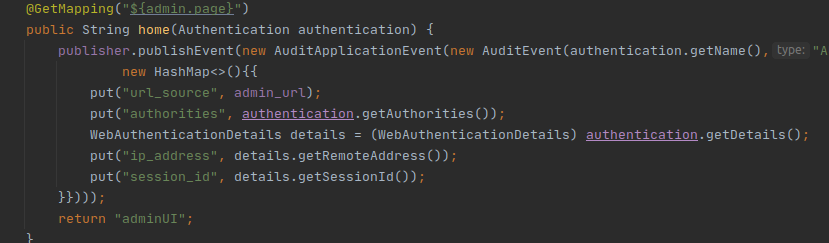 @GetMapping("${admin.page}")
public String home(Authentication authentication) {
publisher.publishEvent(new AuditApplicationEvent(new AuditEvent(authentication.getName(), type: "A
new HashMap<>(){{
put("url_source", admin_url);
put("authorities", authentication.getAuthorities());
WebAuthenticationDetails details = (WebAuthenticationDetails) authentication.getDetails();
put("ip_address", details.getRemoteAddress());
put("session_id", details.getSessionId());
}})));
return "adminUI";
}